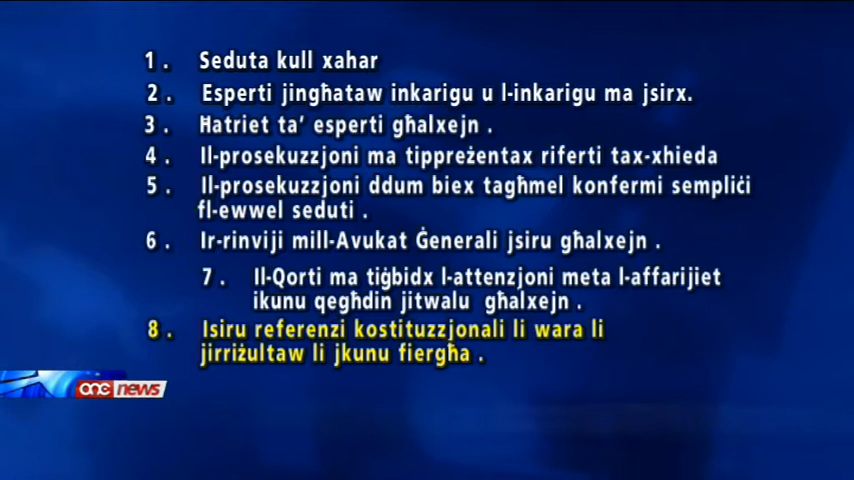 1. Seduta kull xahar
2. Esperti jingħataw inkarigu u l-inkarigu ma jsirx.
3. Ħatriet ta' esperti għalxejn .
4. Il-prosekuzzjoni ma tippreżentax riferti tax-xhieda
5. Il-prosekuzzjoni ddum biex tagħmel konfermi sempliċi
fl-ewwel seduti .
6. Ir-rinviji mill-Avukat Ġenerali jsiru għalxejn .
7. Il-Qorti ma tiġbidx l-attenzjoni meta l-affarijiet
ikunu qegħdin jitwalu għalxejn .
8. Isiru referenzi kostituzzjonali li wara li
jirriżultaw li jkunu fiergħa .
one news